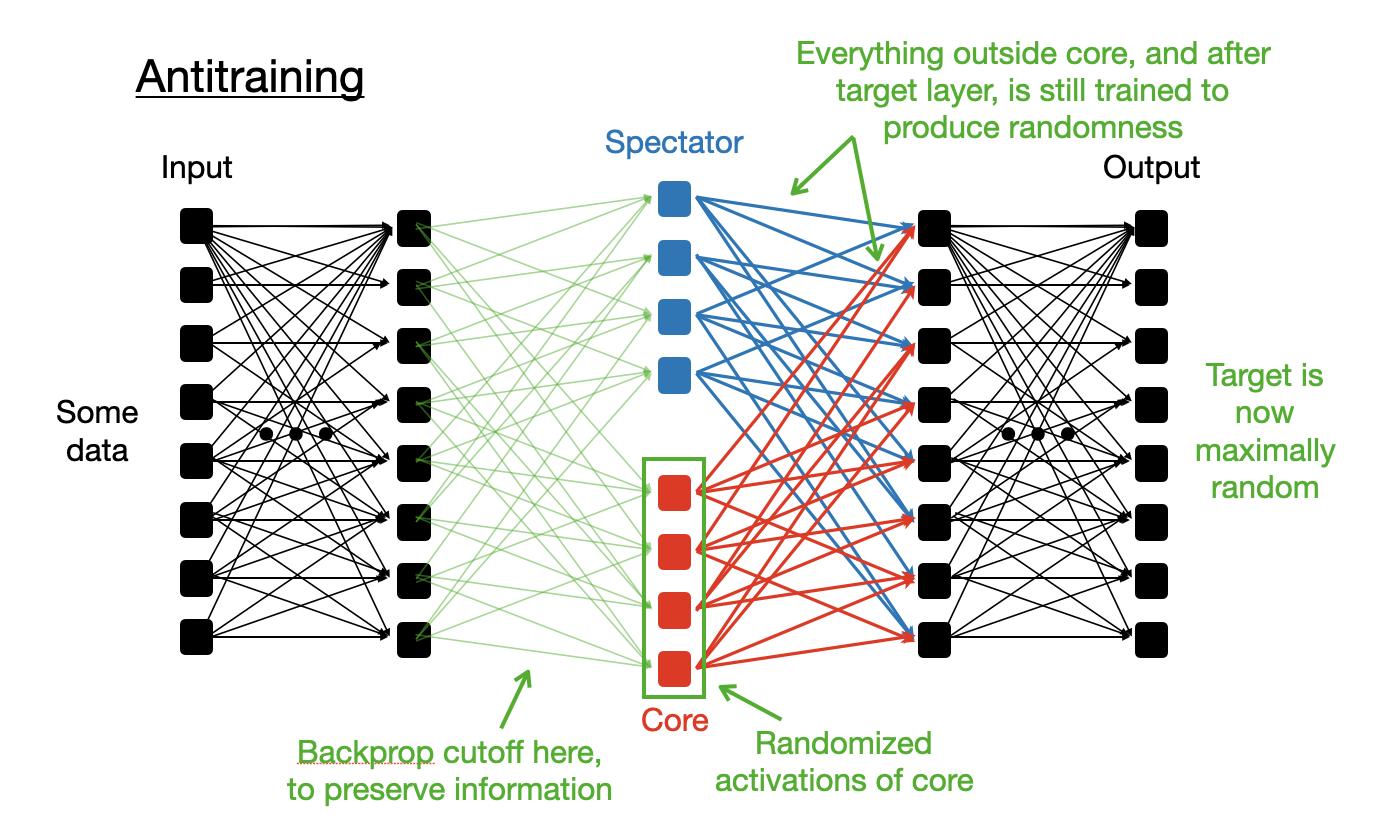 Antitraining
Everything outside core, and after
target layer, is still trained to
produce randomness
Spectator
Input
Output
Some
data
Target is
now
maximally
random
Core
Backprop cutoff here,
to preserve information
Randomized
activations of core